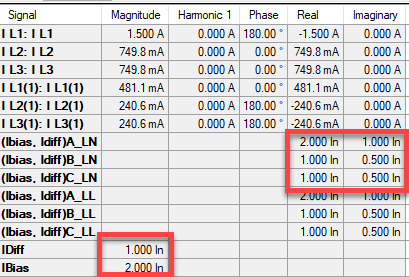 Signal Magnitude Harmonic 1 Phase Real Imaginary
I L1: I L1 1.500 A 0.000 A 180.00 ° -1.500 A 0.000 A
I L2: I L2 749.8 mA 0.000 A 0.00 ° 749.8 mA 0.000 A
I L3: I L3 749.8 mA 0.000 A 0.00 ° 749.8 mA 0.000 A
I L1(1): I L1(1) 481.1 mA 0.000 A 0.00 ° 481.1 mA 0.000 A
I L2(1): I L2(1) 240.6 mA 0.000 A 180.00 ° -240.6 mA 0.000 A
I L3(1): I L3(1) 240.6 mA 0.000 A 180.00 ° -240.6 mA 0.000 A
(Ibias, Idiff)A_LN 2.000 In 1.000 In
(Ibias, Idiff)B_LN 1.000 In 0.500 In
(Ibias, Idiff)C_LN 1.000 In 0.500 In
(Ibias, Idiff)A_LL 2.000 In 1.000 In
(Ibias, Idiff)B_LL 1.000 In 0.500 In
(Ibias, Idiff)C_LL 1.000 In 0.500 In
IDiff 1.000 In
IBias 2.000 In